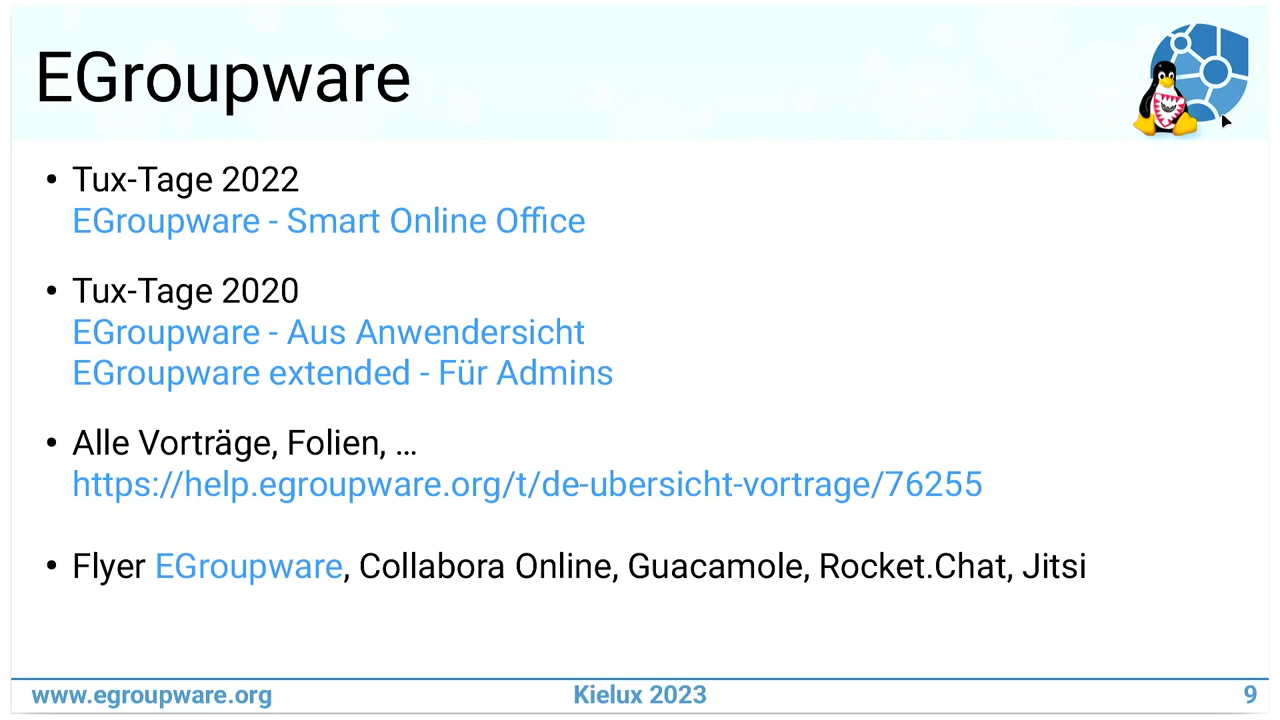 EGroupware
• Tux-Tage 2022
EGroupware - Smart Online Office
• Tux-Tage 2020
EGroupware - Aus Anwendersicht
EGroupware extended - Für Admins
• Alle Vorträge, Folien, …
https://help.egroupware.org/t/de-ubersicht-vortrage/76255
• Flyer EGroupware, Collabora Online, Guacamole, Rocket.Chat, Jitsi
www.egroupware.org Kielux 2023 9